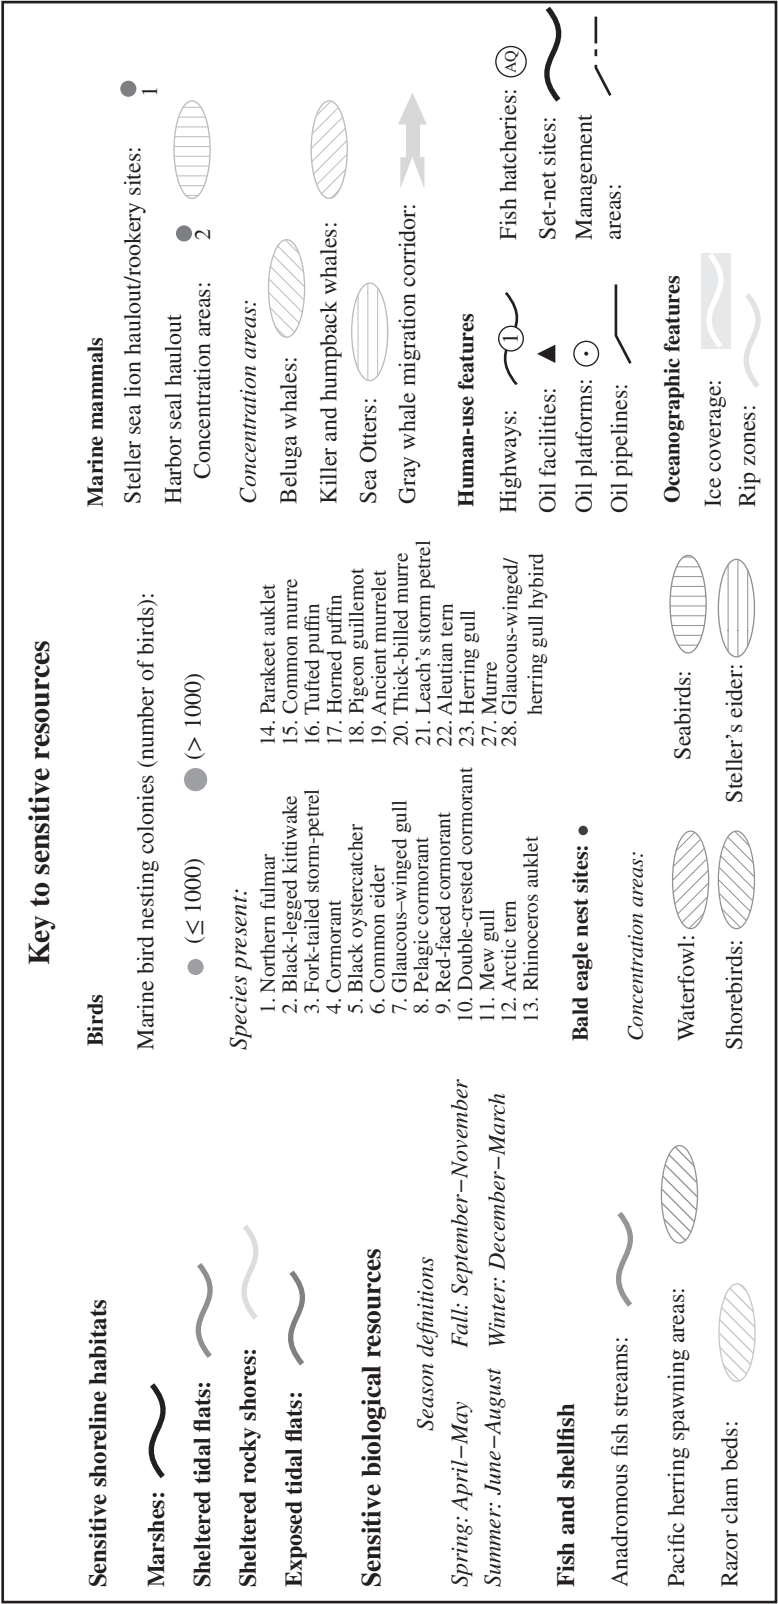 Key to sensitive resources
Sensitive shoreline habitats
Marshes:
Sheltered tidal flats:
Sheltered rocky shores:
Exposed tidal flats:
Sensitive biological resources
Season definitions
Spring: April–May Fall: September–November
Summer: June–August Winter: December–March
Fish and shellfish
Anadromous fish streams:
Pacific herring spawning areas:
Razor clam beds:
Birds
Marine bird nesting colonies (number of birds):
(≤ 1000) (> 1000)
Species present:
1. Northern fulmar
2. Black-legged kittiwake
3. Fork-tailed storm-petrel
4. Cormorant
5. Black oystercatcher
6. Common eider
7. Glaucous–winged gull
8. Pelagic cormorant
9. Red-faced cormorant
10. Double-crested cormorant
11. Mew gull
12. Arctic tern
13. Rhinoceros auklet
14. Parakeet auklet
15. Common murre
16. Tufted puffin
17. Horned puffin
18. Pigeon guillemot
19. Ancient murrelet
20. Thick-billed murre
21. Leach's storm petrel
22. Aleutian tern
23. Herring gull
27. Murre
28. Glaucous-winged/
herring gull hybird
Bald eagle nest sites:
Concentration areas:
Waterfowl: Seabirds:
Shorebirds: Steller's eider:
Marine mammals
Steller sea lion haulout/rookery sites:
1
Harbor seal haulout
2
Concentration areas:
Concentration areas:
Beluga whales:
Killer and humpback whales:
Sea Otters:
Gray whale migration corridor:
Human-use features
Highways: 1 Fish hatcheries: AQ
Oil facilities: Set-net sites:
Oil platforms: Management
Oil pipelines: areas:
Oceanographic features
Ice coverage:
Rip zones: